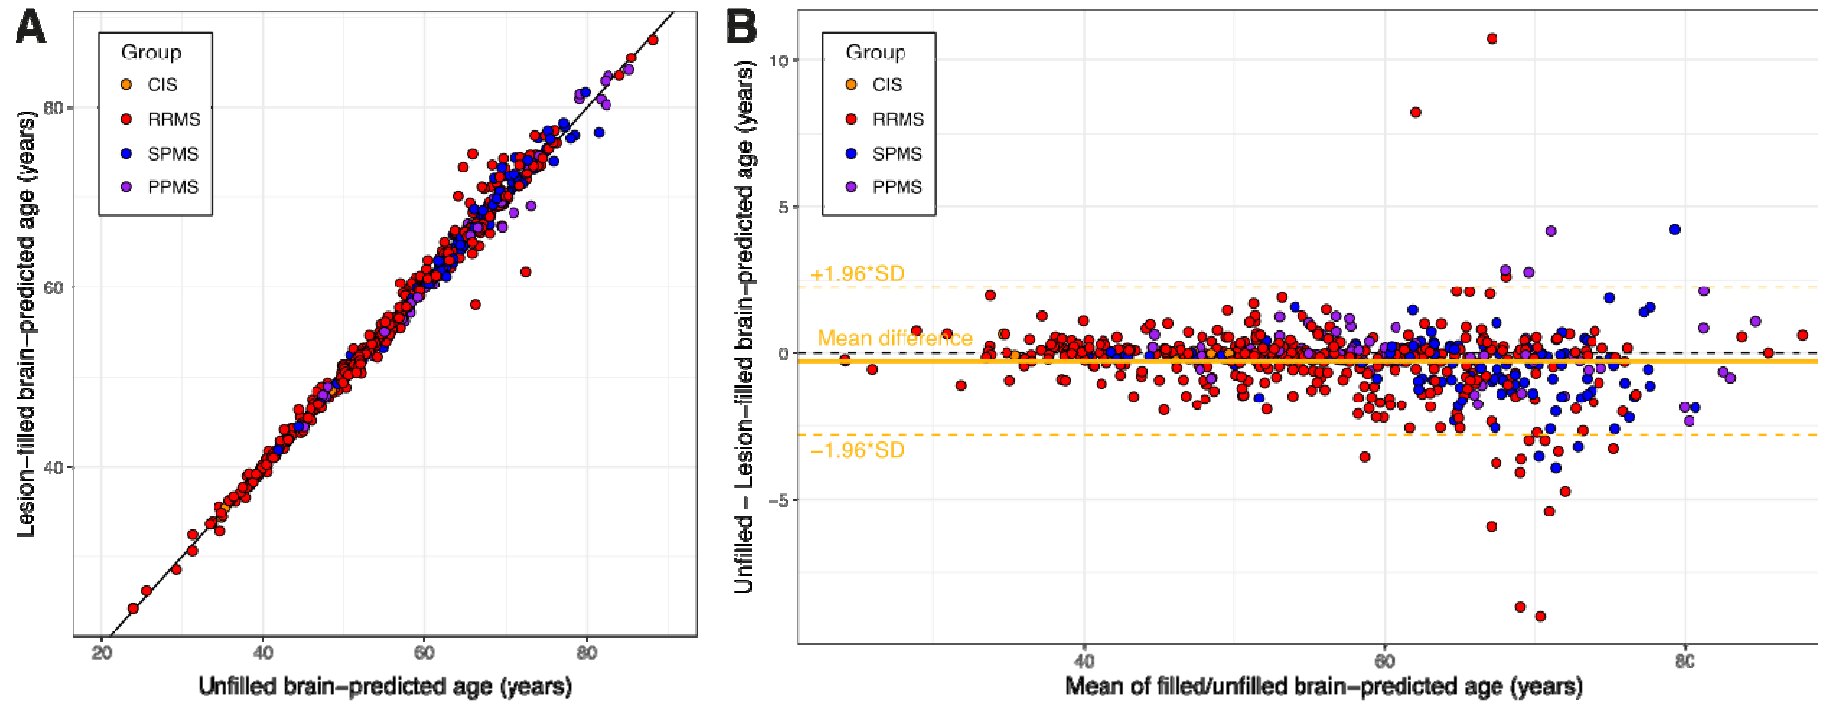 A
Group
CIS
RRMS
SPMS
PPMS
Lesion−filled brain−predicted age (years)
80
60
40
20
40
60
80
Unfilled brain−predicted age (years)
B
Group
CIS
RRMS
SPMS
PPMS
Unfilled − Lesion−filled brain−predicted age (years)
10
5
0
−5
+1.96*SD
Mean difference
−1.96*SD
40
60
80
Mean of filled/unfilled brain−predicted age (years)